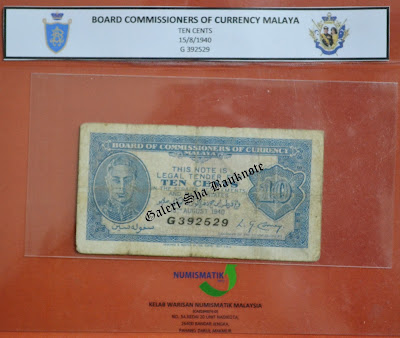 BOARD COMMISSIONERS OF CURRENCY MALAYA
TEN CENTS
15/8/1940
G 392529
BOARD OF COMMISSIONERS OF CURRENCY
MALAYA
THIS NOTE IS
LEGAL TENDER
TEN CENTS
10
Galeri Sha Banknote
AUGUST 1940
G392529
NUMISMATIK
KELAB WARISAN NUMISMATIK MALAYSIA